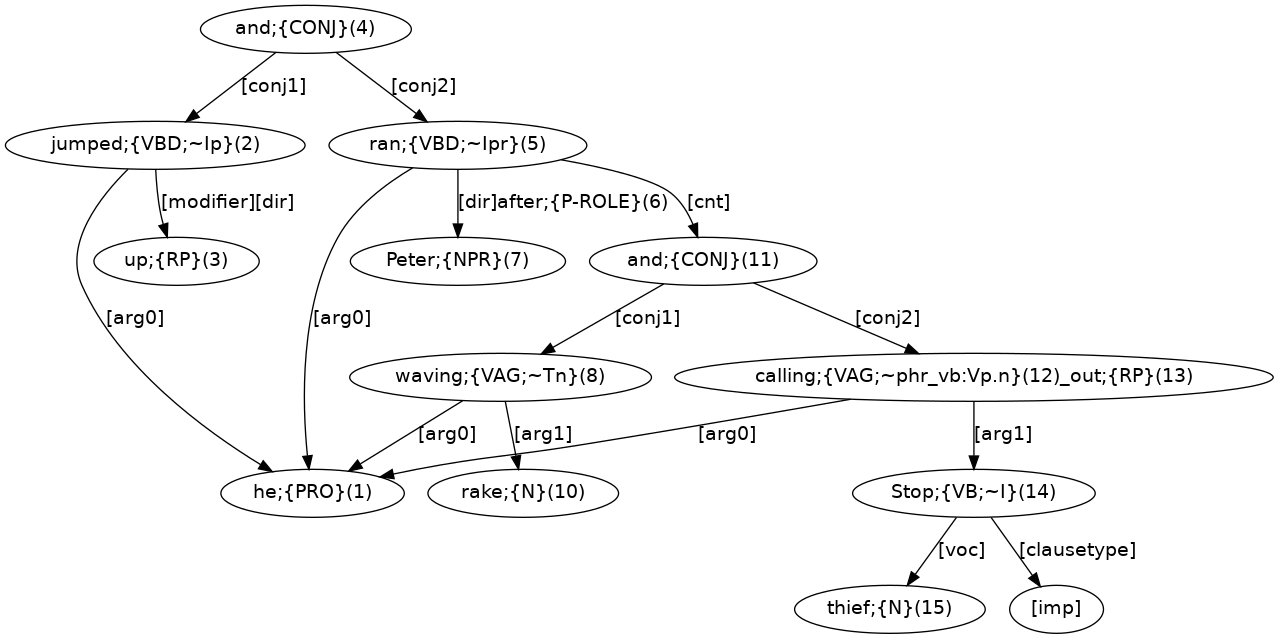 and;{CONJ}(4)
[conj1] [conj2]
jumped;{VBD;~Ip}(2) ran;{VBD;~Ipr}(5)
[modifier][dir] [dir]after;{P-ROLE}(6) [cnt]
up;{RP}(3) Peter;{NPR}(7) and;{CONJ}(11)
[arg0] [arg0] [conj1] [conj2]
waving;{VAG;~Tn}(8) calling;{VAG;~phr_vb:Vp.n}(12)_out;{RP}(13)
[arg0] [arg1] [arg0] [arg1]
he;{PRO}(1) rake;{N}(10) Stop;{VB;~I}(14)
[voc] [clausetype]
thief;{N}(15) [imp]